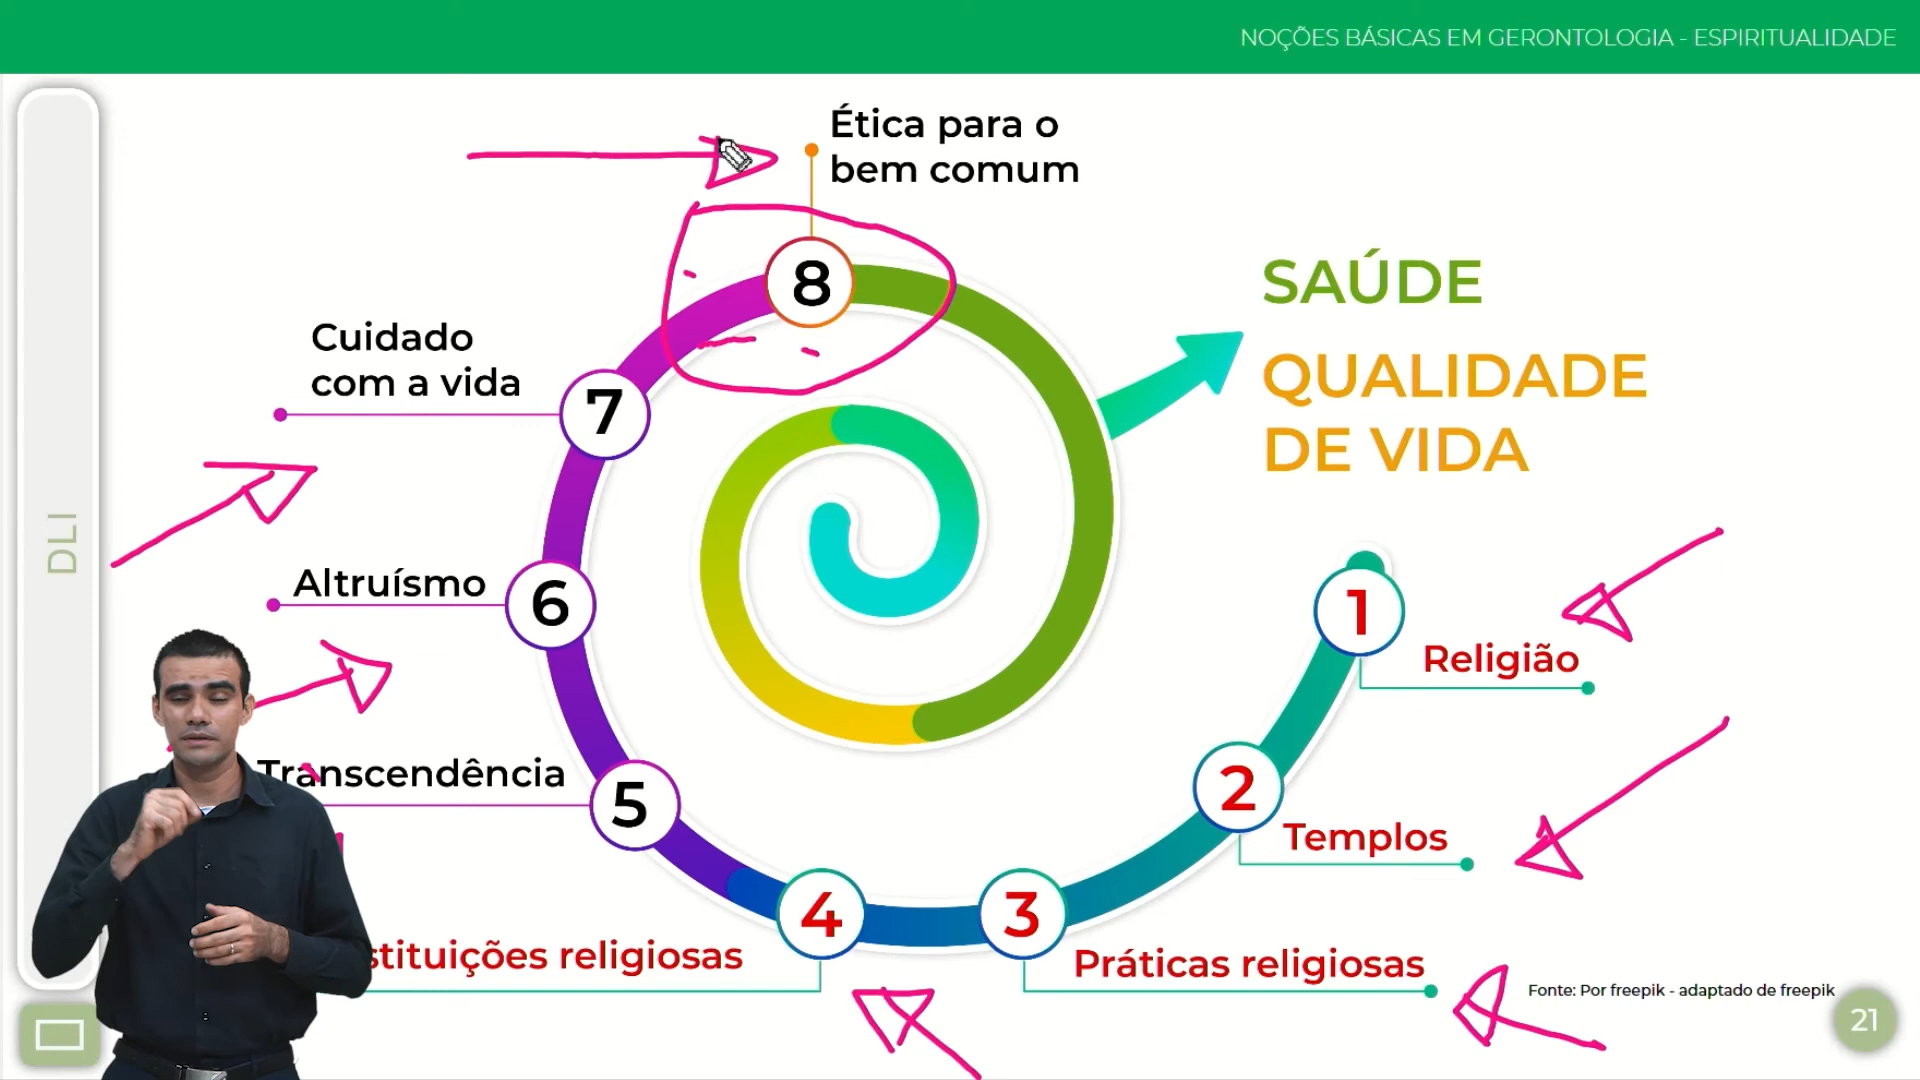 NOÇÕES BÁSICAS EM GERONTOLOGIA - ESPIRITUALIDADE
Ética para o
bem comum
8
SAÚDE
QUALIDADE
DE VIDA
Cuidado
com a vida
7
DLI
Altruísmo
6
1
Religião
Transcendência
5
2
Templos
4
3
stituições religiosas
Práticas religiosas
Fonte: Por freepik - adaptado de freepik
21